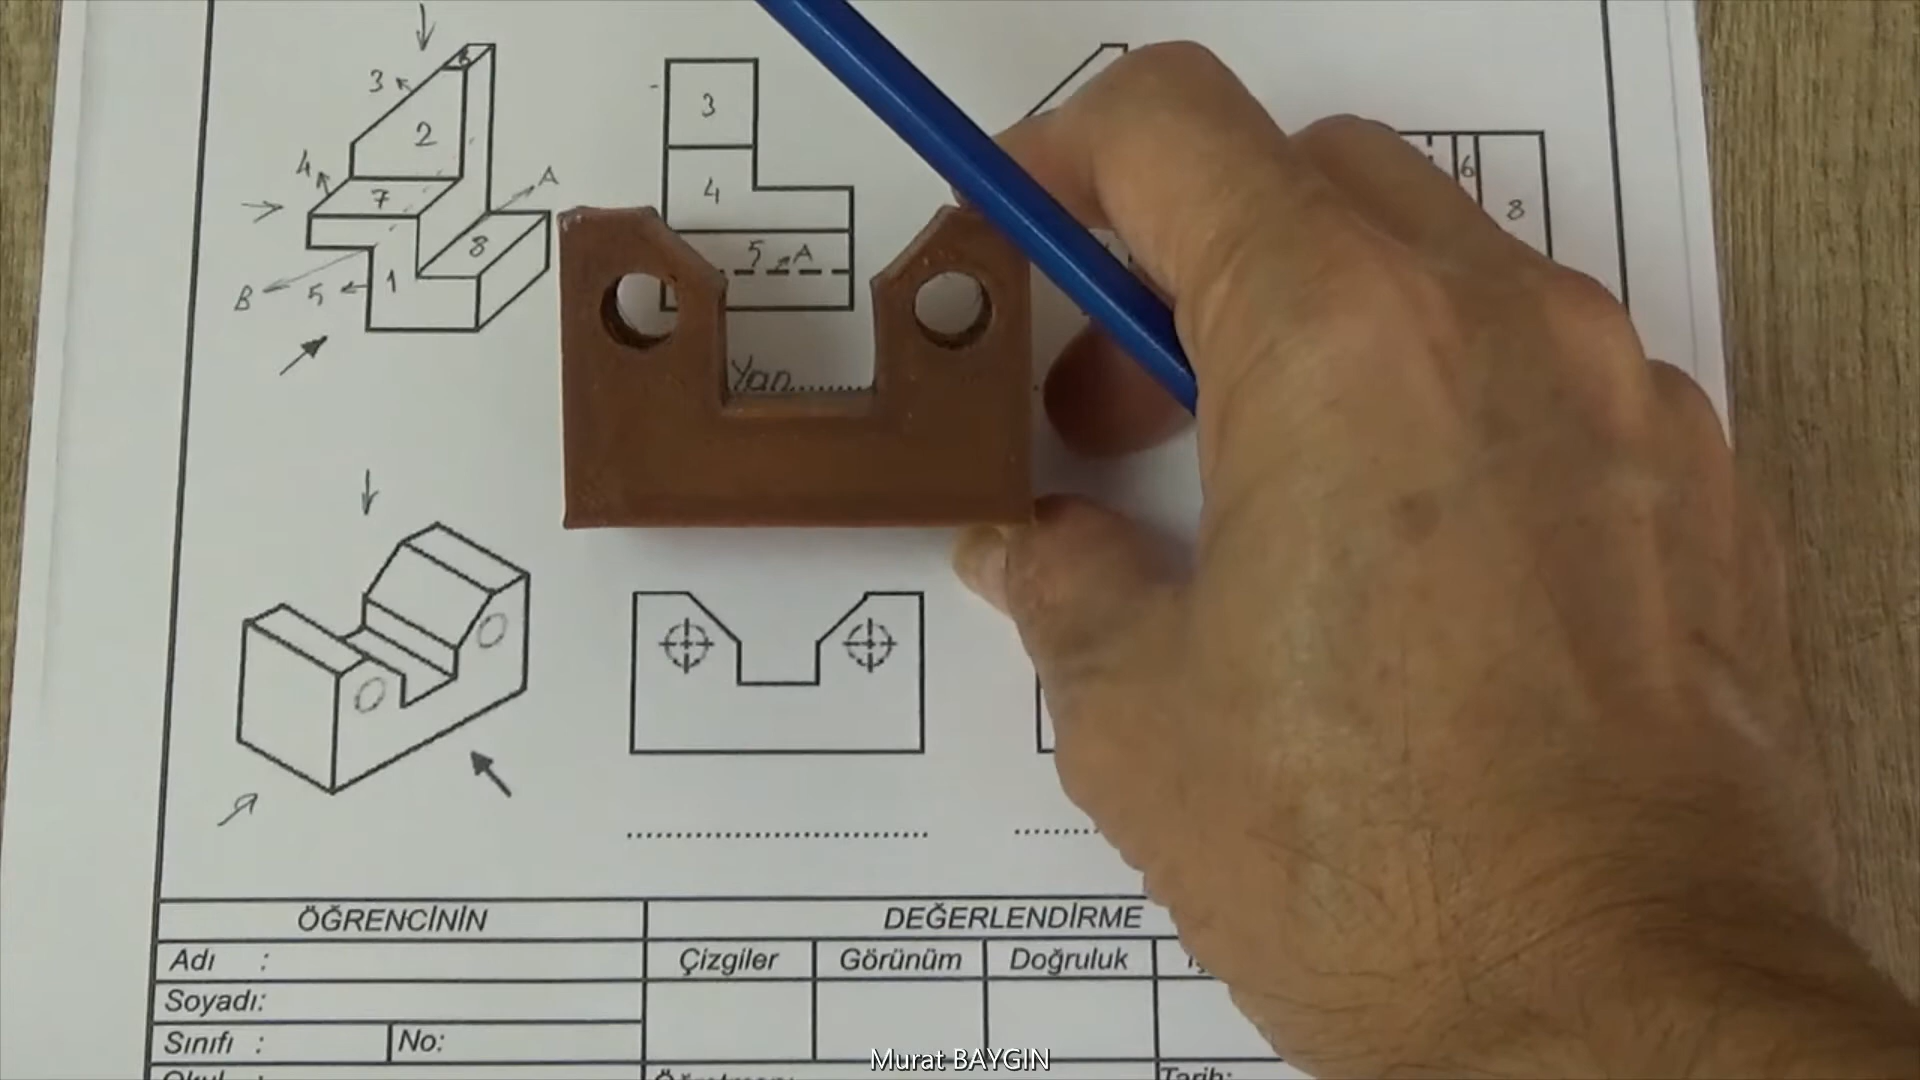 3
2
4
7
A
8
B
5
1
3
4
5
A
6
8
Yan..........
ÖĞRENCİNİN
DEĞERLENDİRME
Adı :
Çizgiler
Görünüm
Doğruluk
Soyadı:
Sınıfı :
No:
Murat BAYGIN